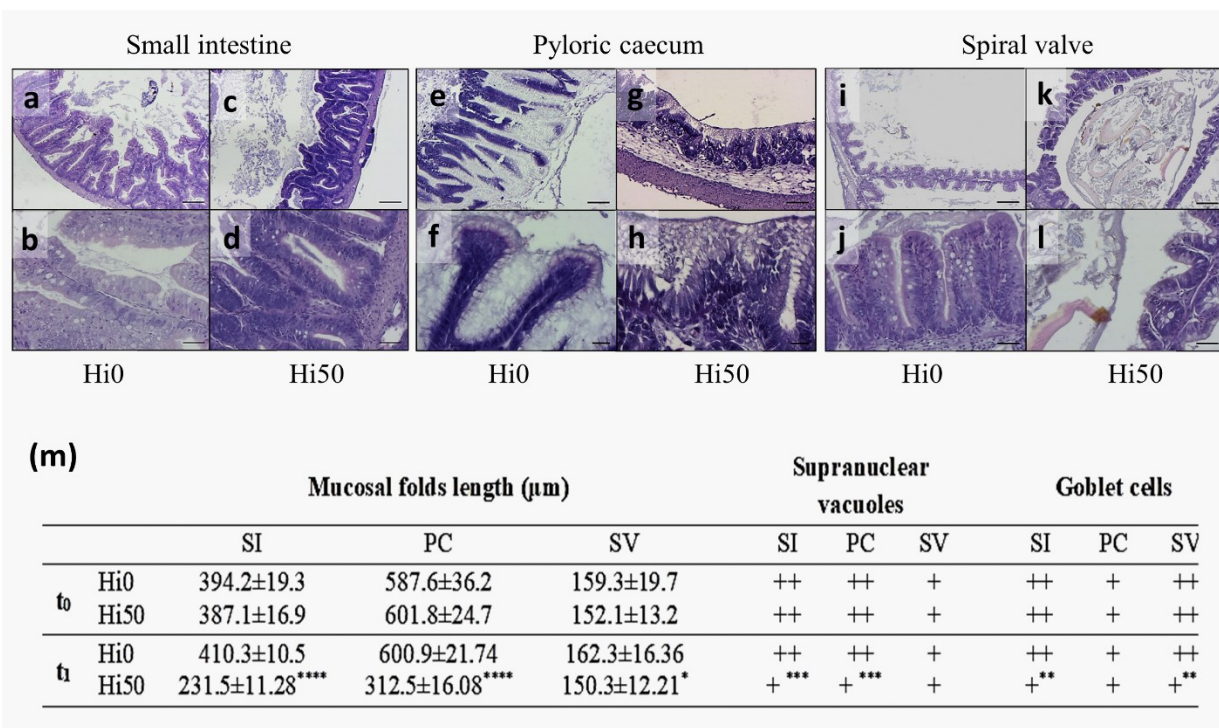 Small intestine Pyloric caecum Spiral valve
a c e g i k
b d f h j l
Hi0 Hi50 Hi0 Hi50 Hi0 Hi50
(m)
Mucosal folds length (µm) Supranuclear vacuoles Goblet cells
SI PC SV SI PC SV SI PC SV
t0 Hi0 394.2±19.3 587.6±36.2 159.3±19.7 ++ ++ + ++ + ++
Hi50 387.1±16.9 601.8±24.7 152.1±13.2 ++ ++ + ++ + ++
t1 Hi0 410.3±10.5 600.9±21.74 162.3±16.36 ++ ++ + ++ + ++
Hi50 231.5±11.28**** 312.5±16.08**** 150.3±12.21* + *** + *** + +** + +**